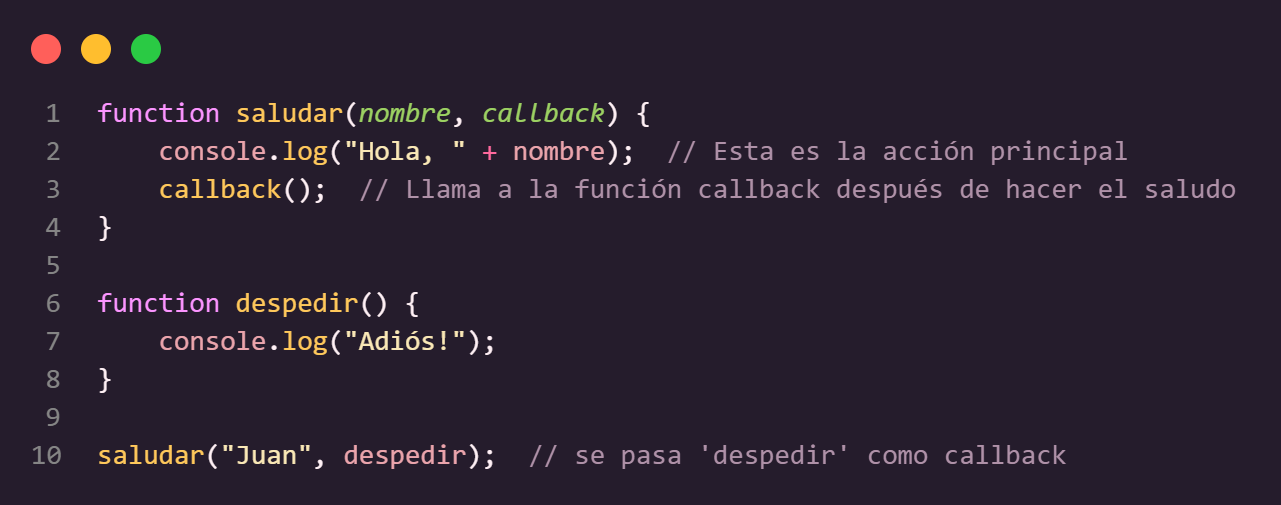 1 function saludar(nombre, callback) {
2     console.log("Hola, " + nombre);  // Esta es la acción principal
3     callback();  // Llama a la función callback después de hacer el saludo
4 }
5
6 function despedir() {
7     console.log("Adiós!");
8 }
9
10 saludar("Juan", despedir);  // se pasa 'despedir' como callback